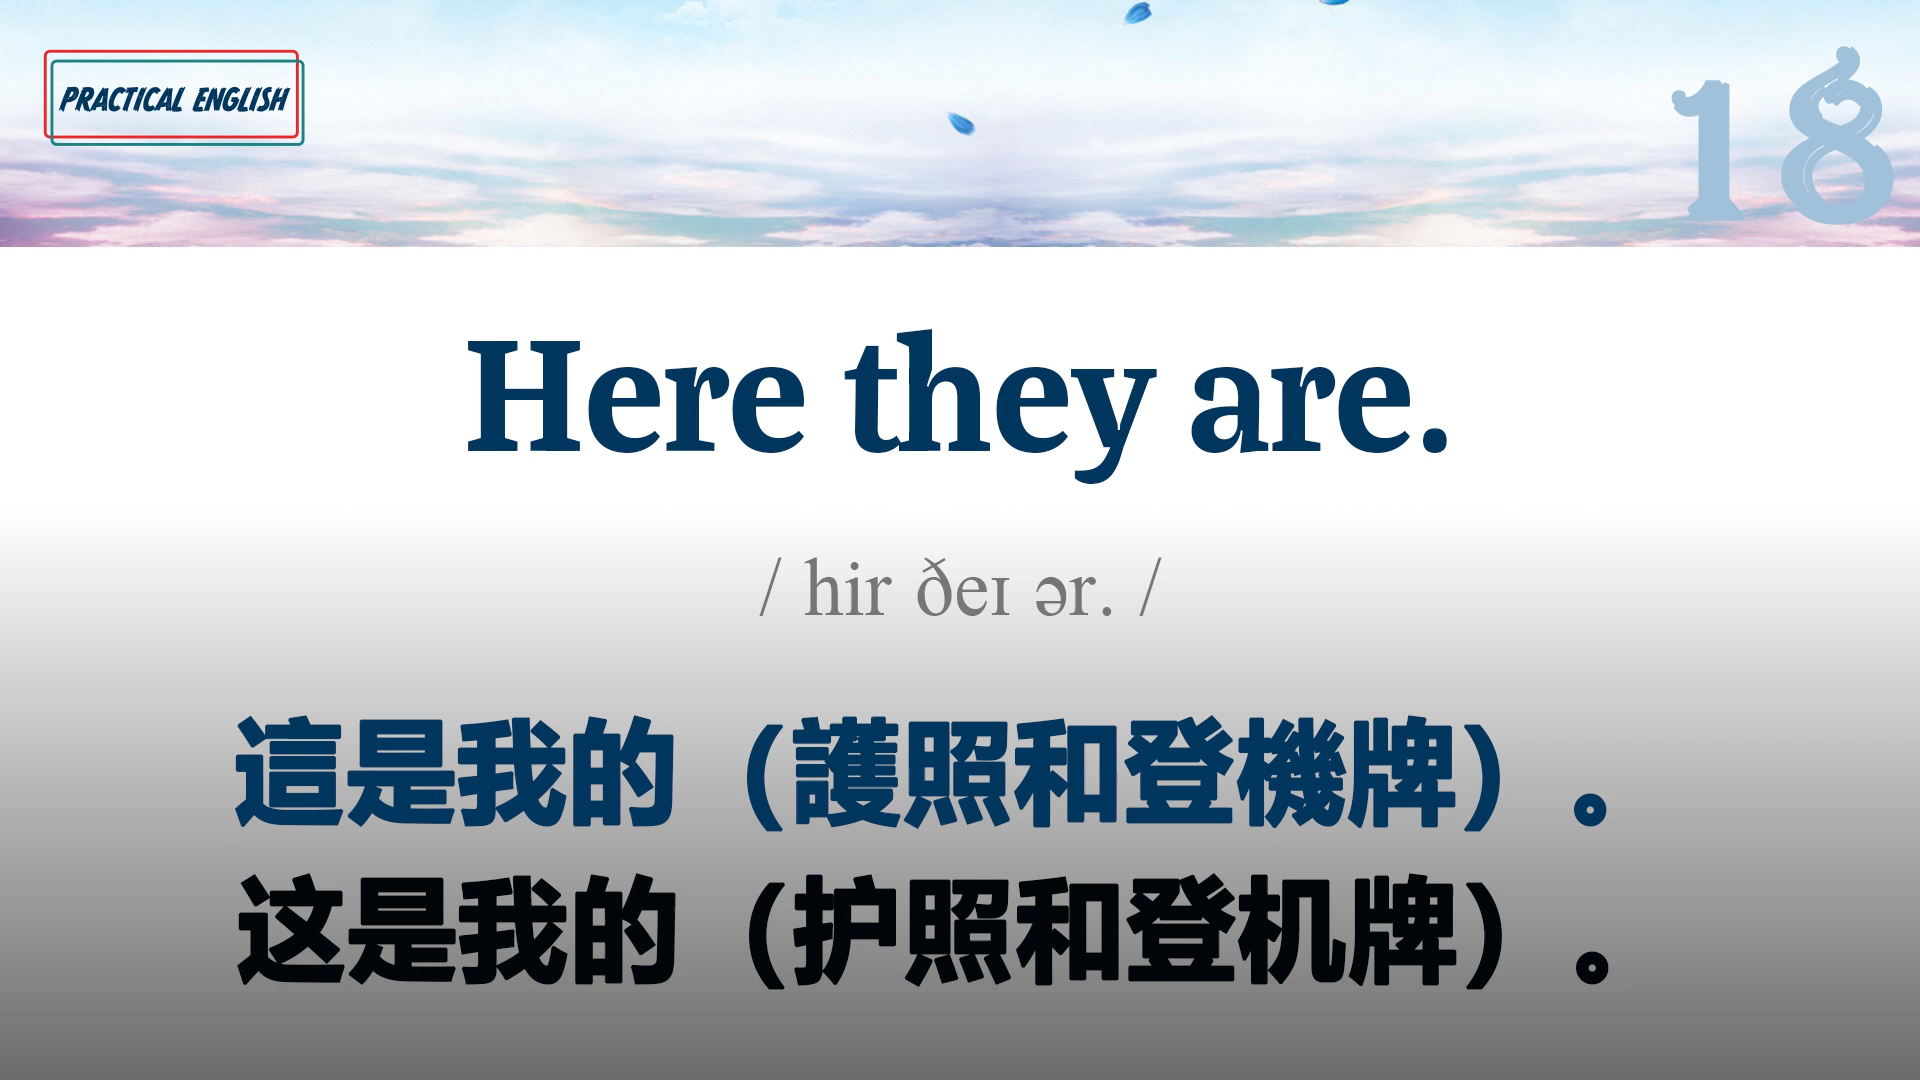 PRACTICAL ENGLISH
18
Here they are.
/ hir ðeɪ ər. /
這是我的（護照和登機牌）。
这是我的（护照和登机牌）。